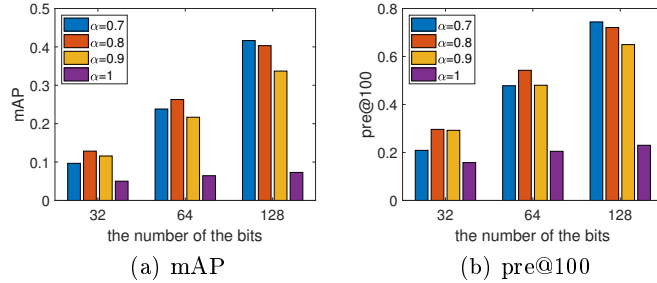 0.5
0.4
0.3
0.2
0.1
0
mAP
α=0.7
α=0.8
α=0.9
α=1
32 64 128
the number of the bits
(a) mAP
0.8
0.6
0.4
0.2
0
pre@100
α=0.7
α=0.8
α=0.9
α=1
32 64 128
the number of the bits
(b) pre@100